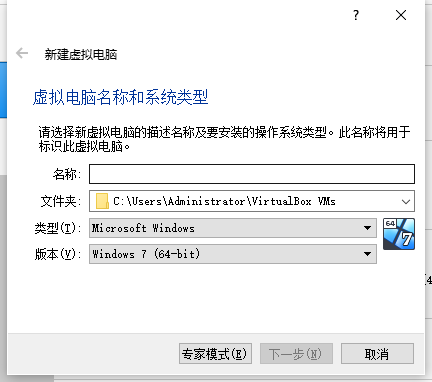 ?
新建虚拟电脑
虚拟电脑名称和系统类型
请选择新虚拟电脑的描述名称及要安装的操作系统类型。此名称将用于
标识此虚拟电脑。
名称:
文件夹: C:\Users\Administrator\VirtualBox VMs
类型(T): Microsoft Windows
64
7
版本(V): Windows 7 (64-bit)
专家模式(E) 下一步(N) 取消